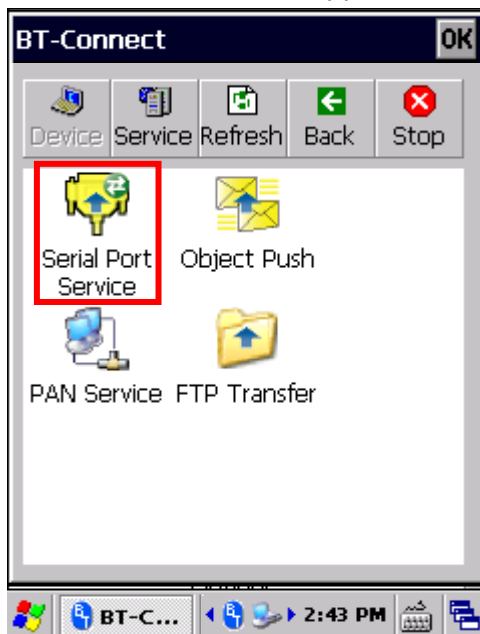 BT-Connect OK
Device Service Refresh Back Stop
Serial Port Object Push
Service
PAN Service FTP Transfer
BT-C... 2:43 PM